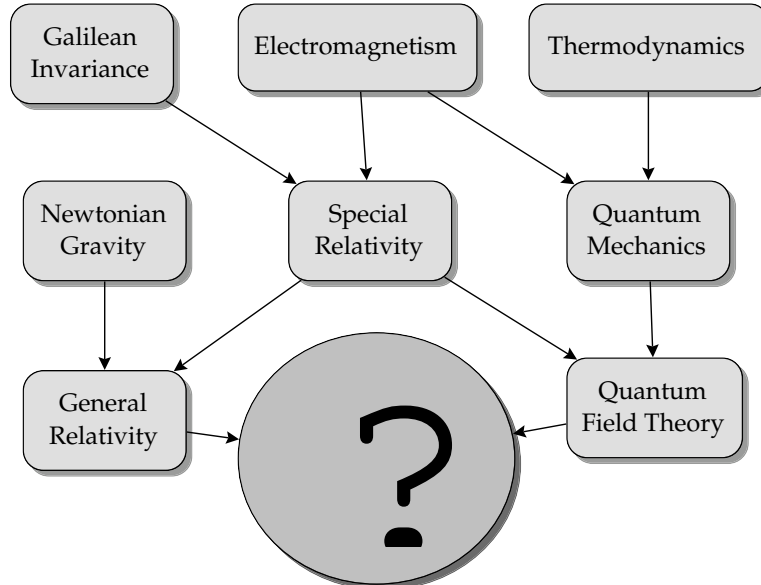 Galilean
Invariance
Electromagnetism
Thermodynamics
Newtonian
Gravity
Special
Relativity
Quantum
Mechanics
General
Relativity
?
Quantum
Field Theory